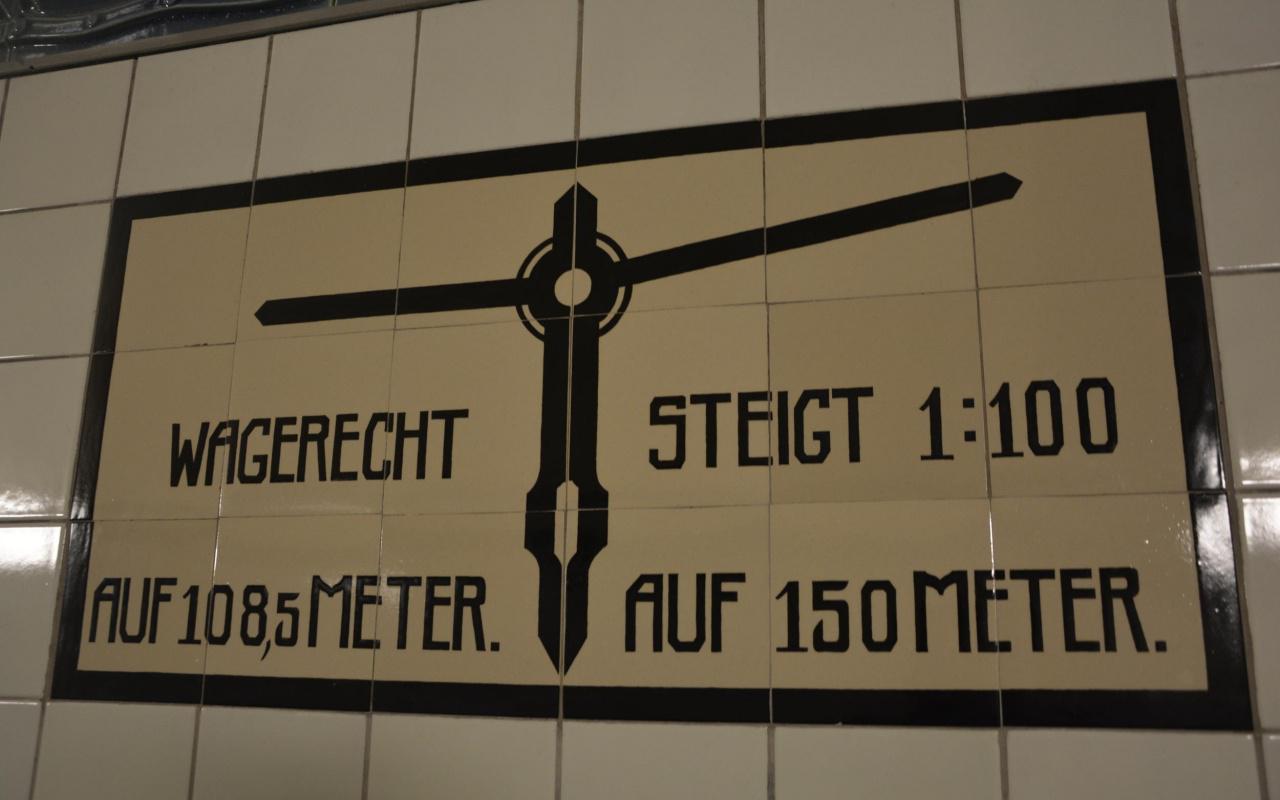 WAGERECHT
AUF 108,5 METER.
STEIGT 1:100
AUF 150 METER.